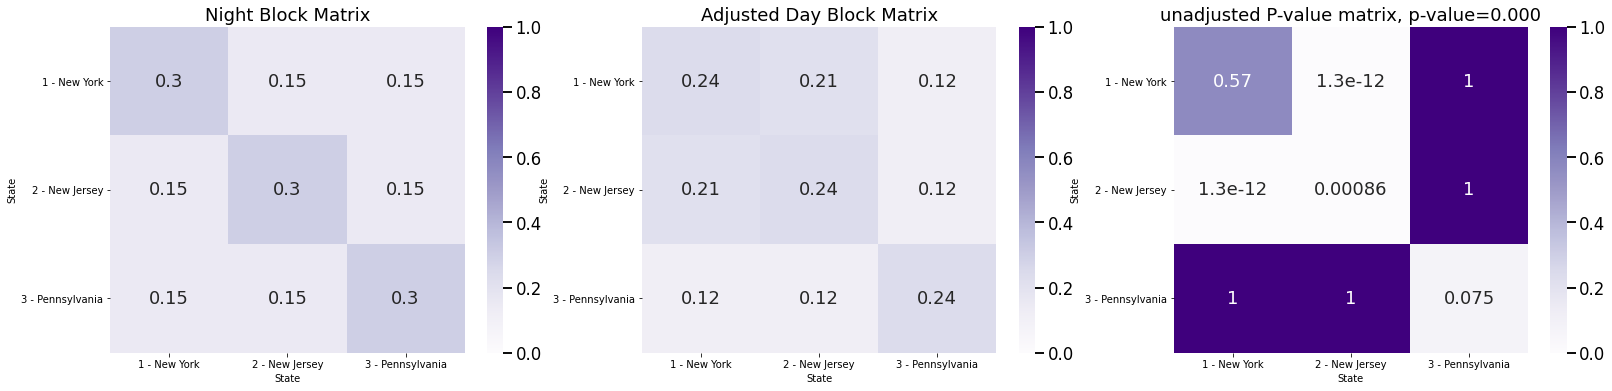 Night Block Matrix
1 - New York
2 - New Jersey
3 - Pennsylvania
State
0.3 0.15 0.15
0.15 0.3 0.15
0.15 0.15 0.3
1 - New York 2 - New Jersey 3 - Pennsylvania
State
1.0
0.8
0.6
0.4
0.2
0.0
Adjusted Day Block Matrix
1 - New York
2 - New Jersey
3 - Pennsylvania
State
0.24 0.21 0.12
0.21 0.24 0.12
0.12 0.12 0.24
1 - New York 2 - New Jersey 3 - Pennsylvania
State
1.0
0.8
0.6
0.4
0.2
0.0
unadjusted P-value matrix, p-value=0.000
1 - New York
2 - New Jersey
3 - Pennsylvania
State
0.57 1.3e-12 1
1.3e-12 0.00086 1
1 1 0.075
1 - New York 2 - New Jersey 3 - Pennsylvania
State
1.0
0.8
0.6
0.4
0.2
0.0